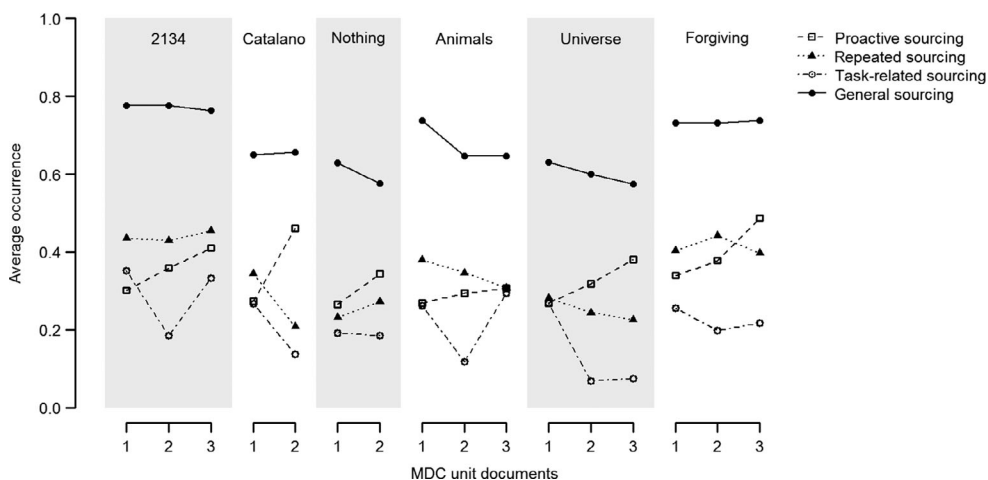 1.0
0.8
0.6
0.4
0.2
0.0
Average occurrence
2134
Catalano
Nothing
Animals
Universe
Forgiving
Proactive sourcing
Repeated sourcing
Task-related sourcing
General sourcing
1 2 3 1 2 1 2 1 2 3 1 2 3 1 2 3
MDC unit documents